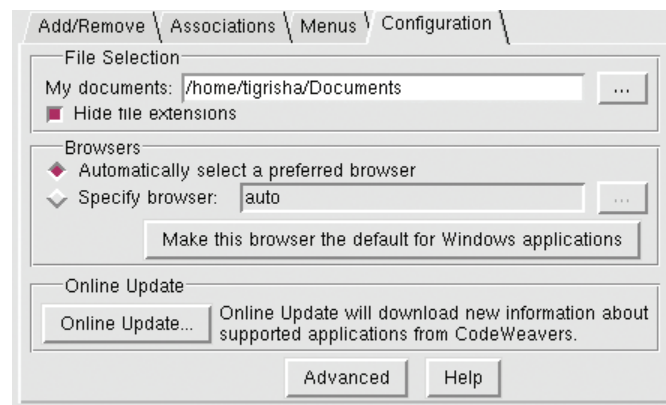 Add/Remove Associations Menus Configuration
File Selection
My documents: /home/tigrisha/Documents ...
Hide file extensions
Browsers
Automatically select a preferred browser
Specify browser: auto ...
Make this browser the default for Windows applications
Online Update
Online Update... Online Update will download new information about
supported applications from CodeWeavers.
Advanced Help